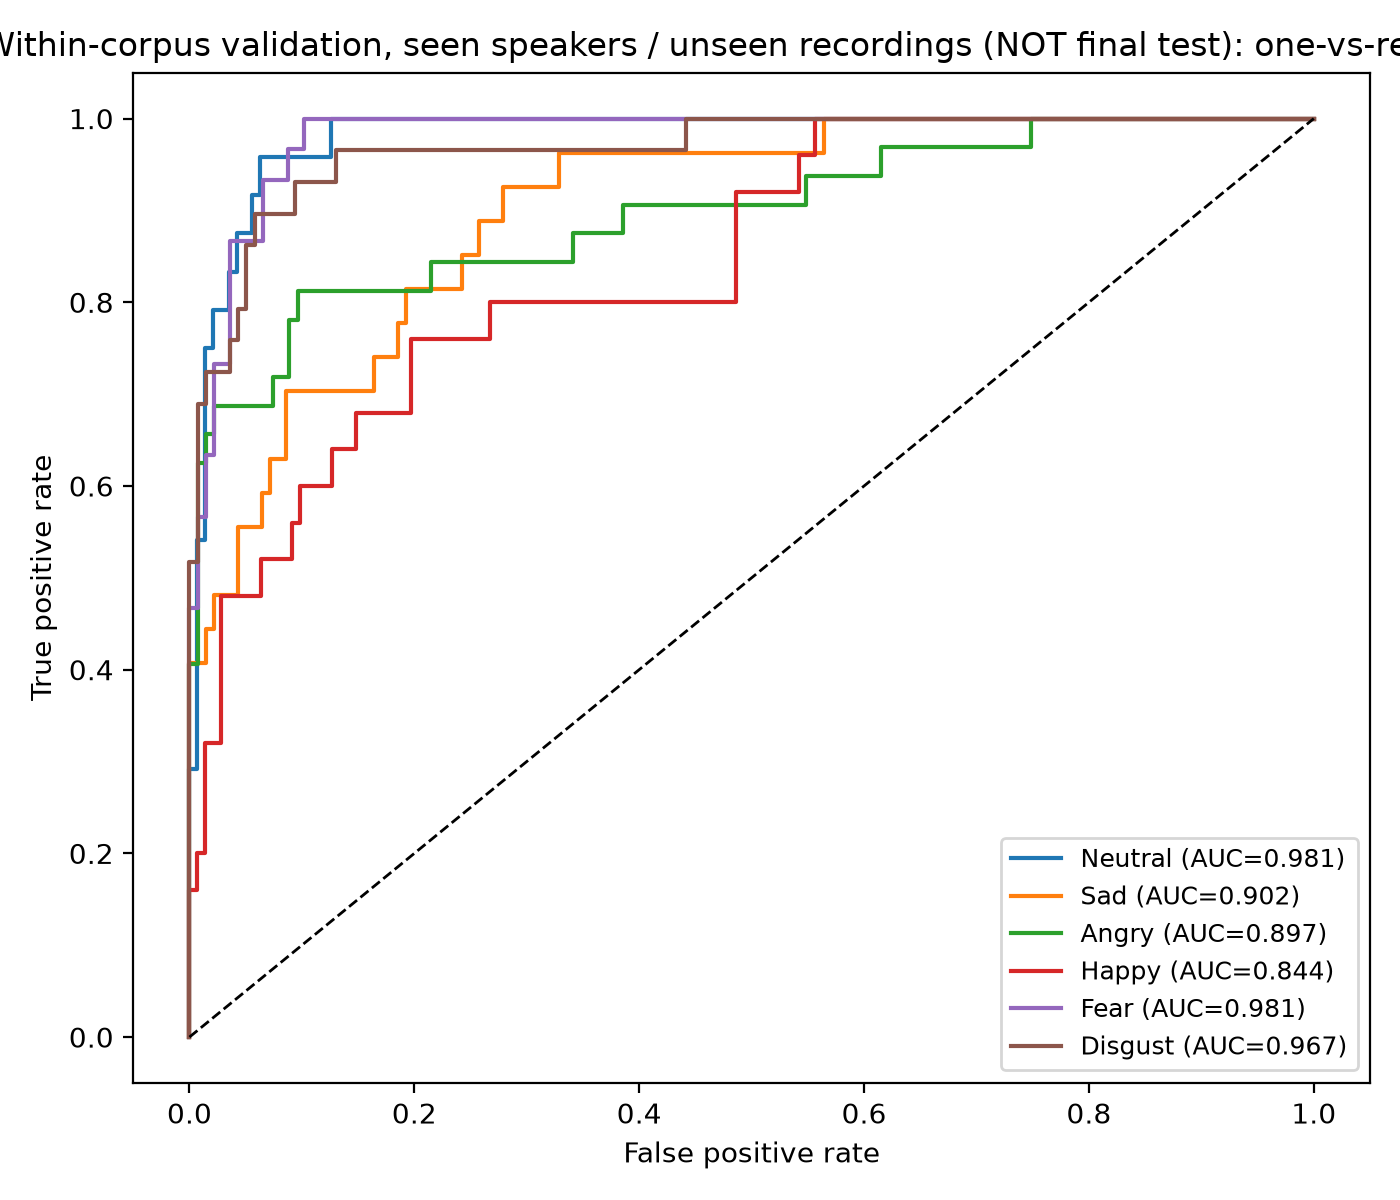 Within-corpus validation, seen speakers / unseen recordings (NOT final test): one-vs-re
1.0
0.8
0.6
0.4
0.2
0.0
True positive rate
0.0 0.2 0.4 0.6 0.8 1.0
False positive rate
Neutral (AUC=0.981)
Sad (AUC=0.902)
Angry (AUC=0.897)
Happy (AUC=0.844)
Fear (AUC=0.981)
Disgust (AUC=0.967)